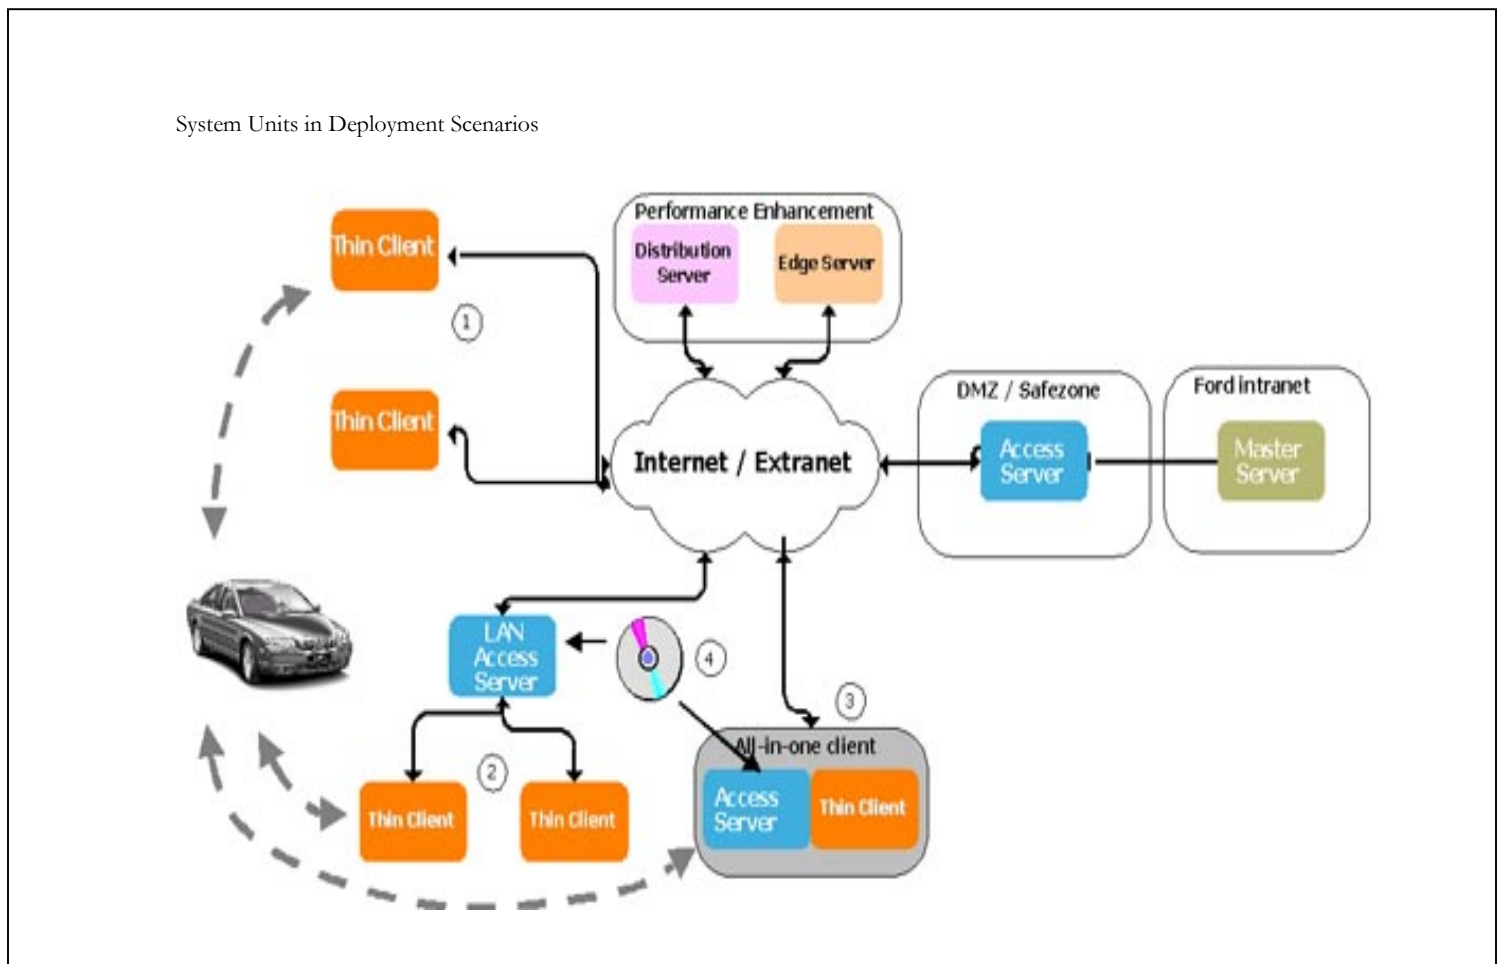 System Units in Deployment Scenarios
Performance Enhancement
Thin Client
Distribution
Server
Edge Server
1
DMZ / Safezone
Ford intranet
Thin Client
Internet / Extranet
Access
Server
Master
Server
LAN
Access
Server
4
3
All-in-one client
2
Thin Client
Thin Client
Access
Server
Thin Client